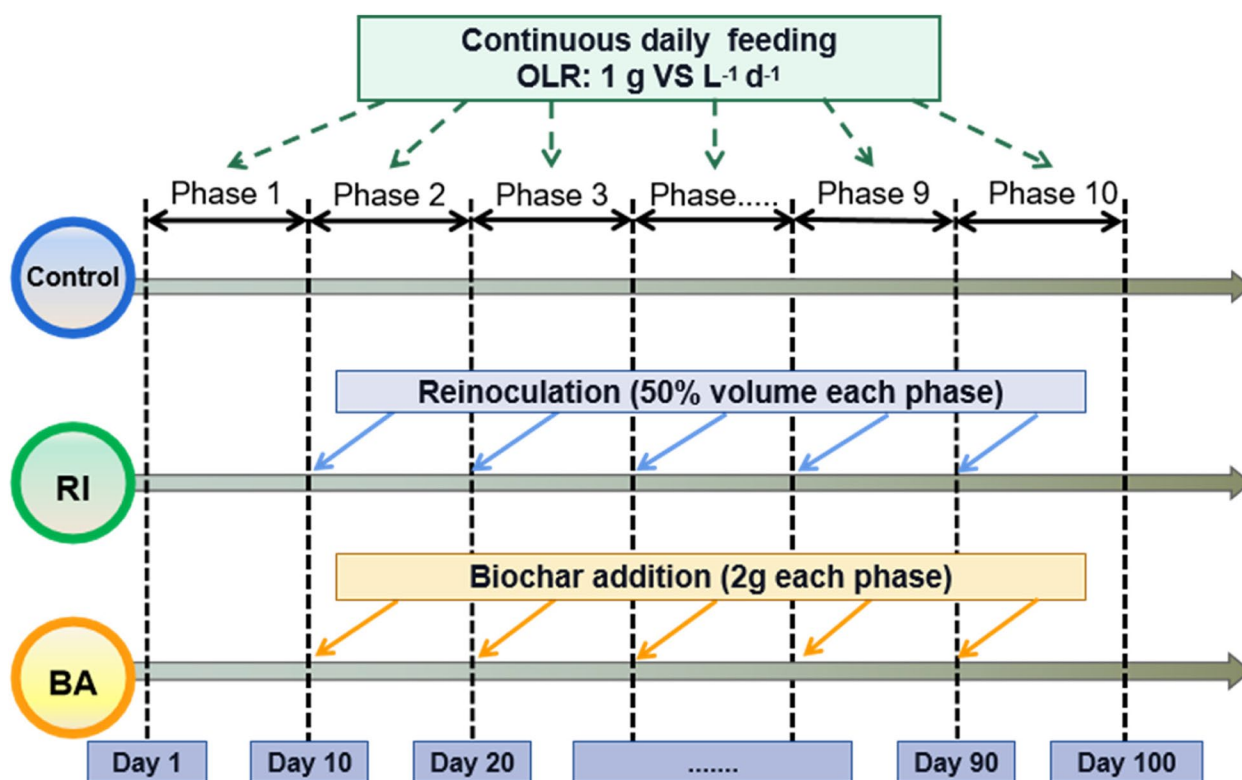 Continuous daily feeding
OLR: 1 g VS L⁻¹ d⁻¹
Phase 1
Phase 2
Phase 3
Phase.....
Phase 9
Phase 10
Control
Reinoculation (50% volume each phase)
RI
Biochar addition (2g each phase)
BA
Day 1
Day 10
Day 20
.......
Day 90
Day 100